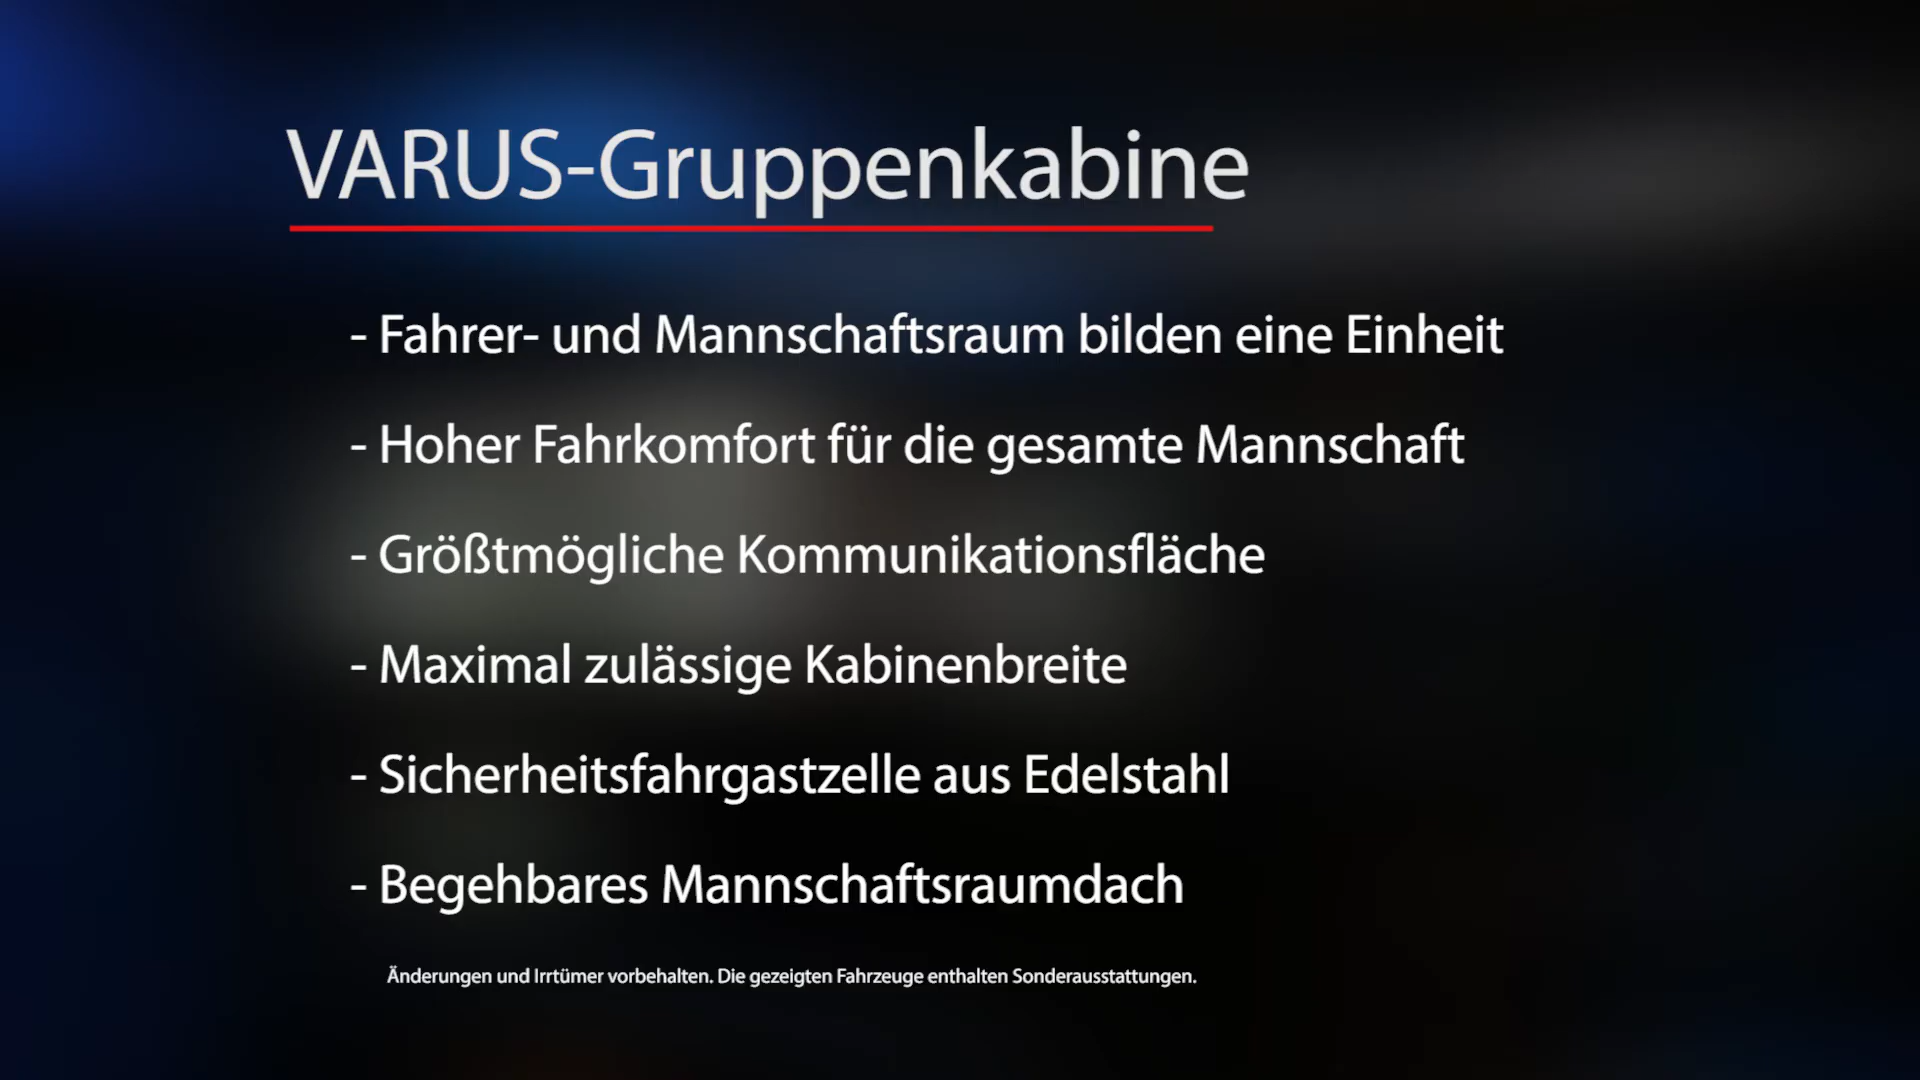 VARUS-Gruppenkabine
- Fahrer- und Mannschaftsraum bilden eine Einheit
- Hoher Fahrkomfort für die gesamte Mannschaft
- Größtmögliche Kommunikationsfläche
- Maximal zulässige Kabinenbreite
- Sicherheitsfahrgastzelle aus Edelstahl
- Begehbares Mannschaftsraumdach
Änderungen und Irrtümer vorbehalten. Die gezeigten Fahrzeuge enthalten Sonderausstattungen.